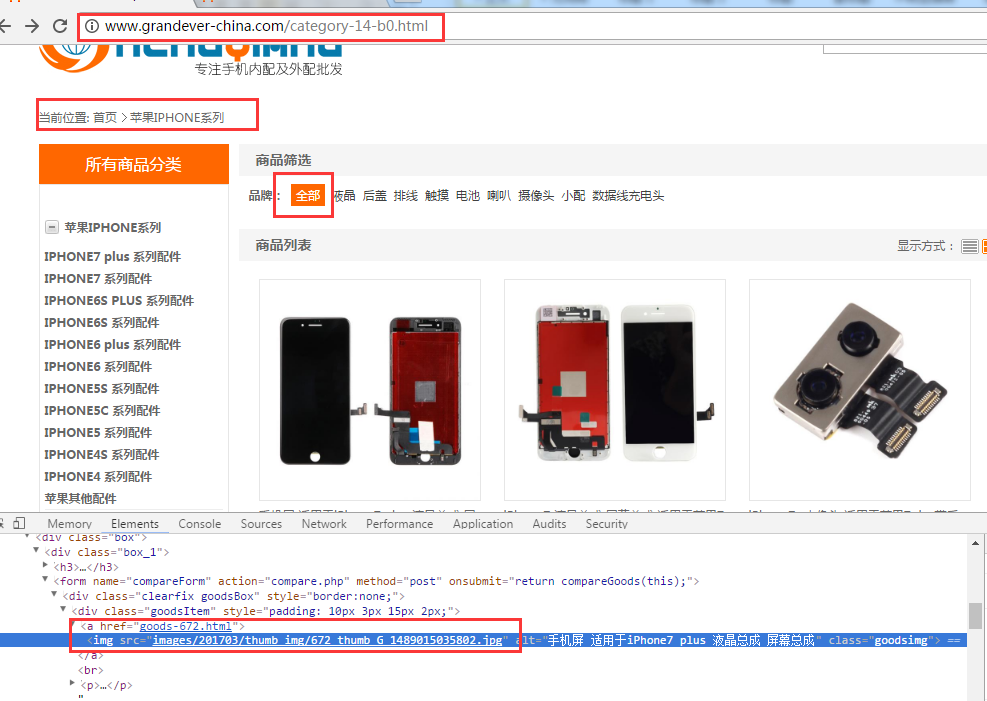 www.grandever-china.com/category-14-b0.html
专注手机内配及外配批发
当前位置: 首页 > 苹果IPHONE系列
所有商品分类
商品筛选
品牌： 全部 液晶 后盖 排线 触摸 电池 喇叭 摄像头 小配 数据线充电头
苹果IPHONE系列
商品列表
显示方式：
IPHONE7 plus 系列配件
IPHONE7 系列配件
IPHONE6S PLUS 系列配件
IPHONE6S 系列配件
IPHONE6 plus 系列配件
IPHONE6 系列配件
IPHONE5S 系列配件
IPHONE5C 系列配件
IPHONE5 系列配件
IPHONE4S 系列配件
IPHONE4 系列配件
苹果其他配件
Memory Elements Console Sources Network Performance Application Audits Security
<div class="box">
<div class="box_1">
<h3>…</h3>
<form name="compareForm" action="compare.php" method="post" onsubmit="return compareGoods(this);">
<div class="clearfix goodsBox" style="border:none;">
<div class="goodsItem" style="padding: 10px 3px 15px 2px;">
<a href="goods-672.html">
<img src="images/201703/thumb_img/672_thumb_G_1489015035802.jpg" alt="手机屏 适用于iPhone7 plus 液晶总成 屏幕总成" class="goodsimg"> ==
</a>
<br>
<p>…</p>
"